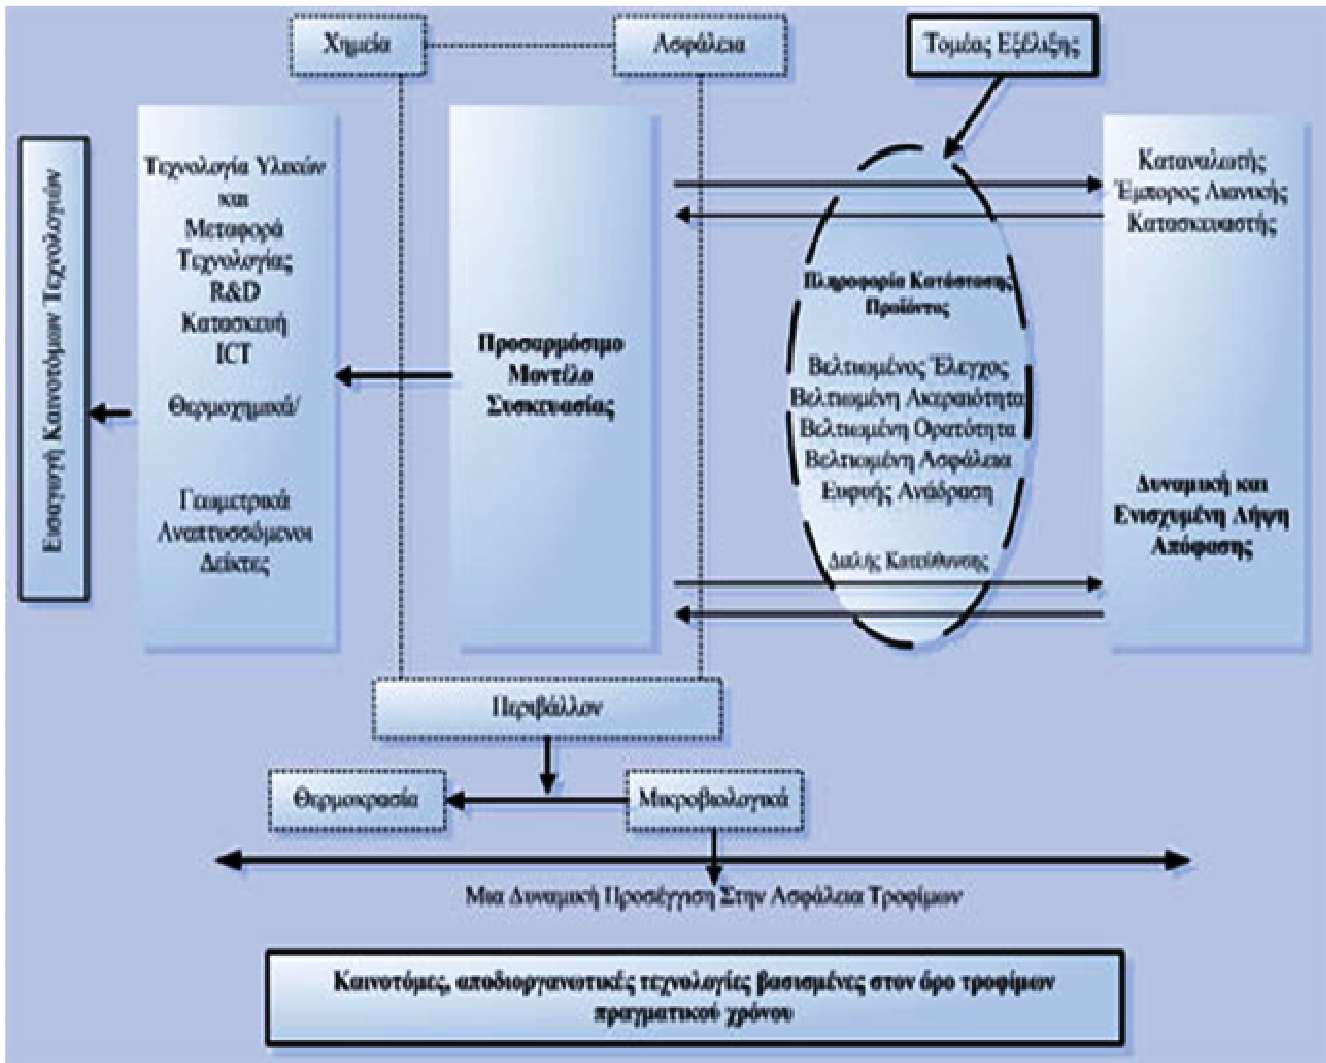 Χημεία
Ασφάλεια
Τομέας Εξέλιξης
Εισαγωγή Καινοτόμων Τεχνολογιών
Τεχνολογία Υλικών
και
Μεταφορά
Τεχνολογίας
R&D
Κατασκευή
ICT
Θερμοχημικά/
Γεωμετρικά
Αναπτυσσόμενοι
Δείκτες
Προσαρμόσιμο
Μοντέλο
Συσκευασίας
Πληροφορία Κατάστασης
Προϊόντος
Βελτιωμένος Έλεγχος
Βελτιωμένη Ακεραιότητα
Βελτιωμένη Ορατότητα
Βελτιωμένη Ασφάλεια
Ευφυής Ανάδραση
Διπλής Κατεύθυνσης
Καταναλωτής
Έμπορος Λιανικής
Κατασκευαστής
Δυναμική και
Ενισχυμένη Λήψη
Απόφασης
Περιβάλλον
Θερμοκρασία
Μικροβιολογικά
Μια Δυναμική Προσέγγιση Στην Ασφάλεια Τροφίμων
Καινοτόμες, αποδιοργανωτικές τεχνολογίες βασισμένες στον όρο τροφίμων
πραγματικού χρόνου